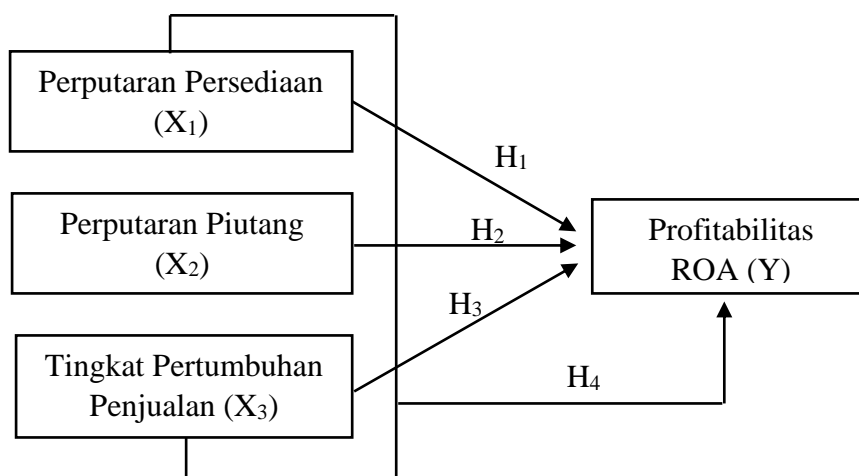 Perputaran Persediaan
(X₁)
H₁
Perputaran Piutang
(X₂)
H₂
Profitabilitas
ROA (Y)
H₃
Tingkat Pertumbuhan
Penjualan (X₃)
H₄